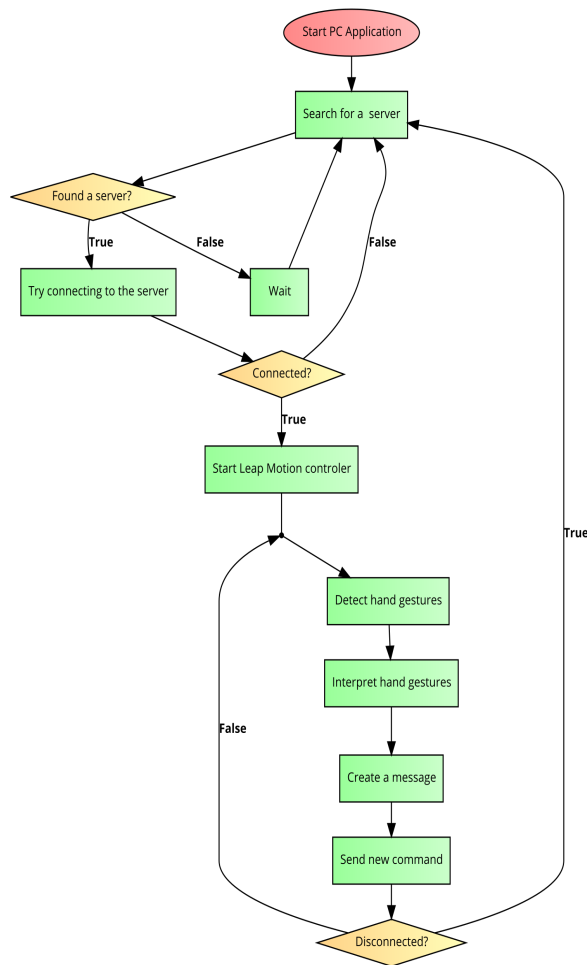 Start PC Application
Search for a  server
Found a server?
True
False
False
Try connecting to the server
Wait
Connected?
True
Start Leap Motion controler
True
Detect hand gestures
Interpret hand gestures
False
Create a message
Send new command
Disconnected?